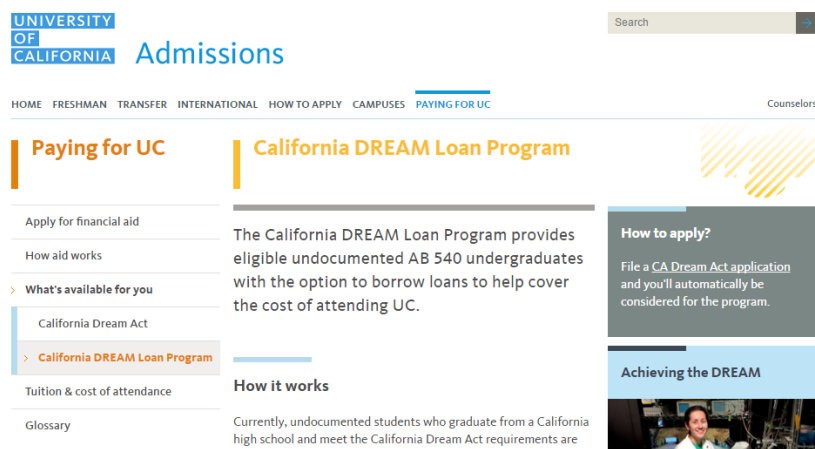 UNIVERSITY
OF
CALIFORNIA
Admissions
Search
HOME FRESHMAN TRANSFER INTERNATIONAL HOW TO APPLY CAMPUSES PAYING FOR UC
Counselors
Paying for UC
Apply for financial aid
How aid works
What's available for you
California Dream Act
California DREAM Loan Program
Tuition & cost of attendance
Glossary
California DREAM Loan Program
The California DREAM Loan Program provides
eligible undocumented AB 540 undergraduates
with the option to borrow loans to help cover
the cost of attending UC.
How it works
Currently, undocumented students who graduate from a California
high school and meet the California Dream Act requirements are
How to apply?
File a CA Dream Act application
and you'll automatically be
considered for the program.
Achieving the DREAM